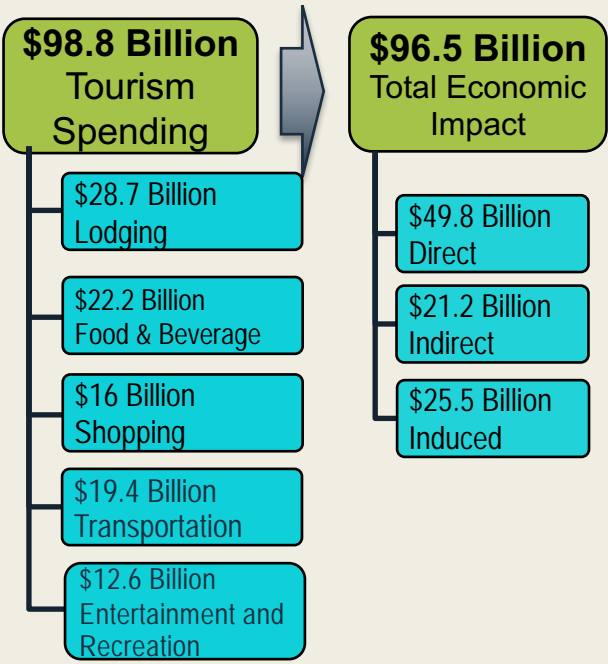 $98.8 Billion
Tourism
Spending
$28.7 Billion
Lodging
$22.2 Billion
Food & Beverage
$16 Billion
Shopping
$19.4 Billion
Transportation
$12.6 Billion
Entertainment and
Recreation
$96.5 Billion
Total Economic
Impact
$49.8 Billion
Direct
$21.2 Billion
Indirect
$25.5 Billion
Induced